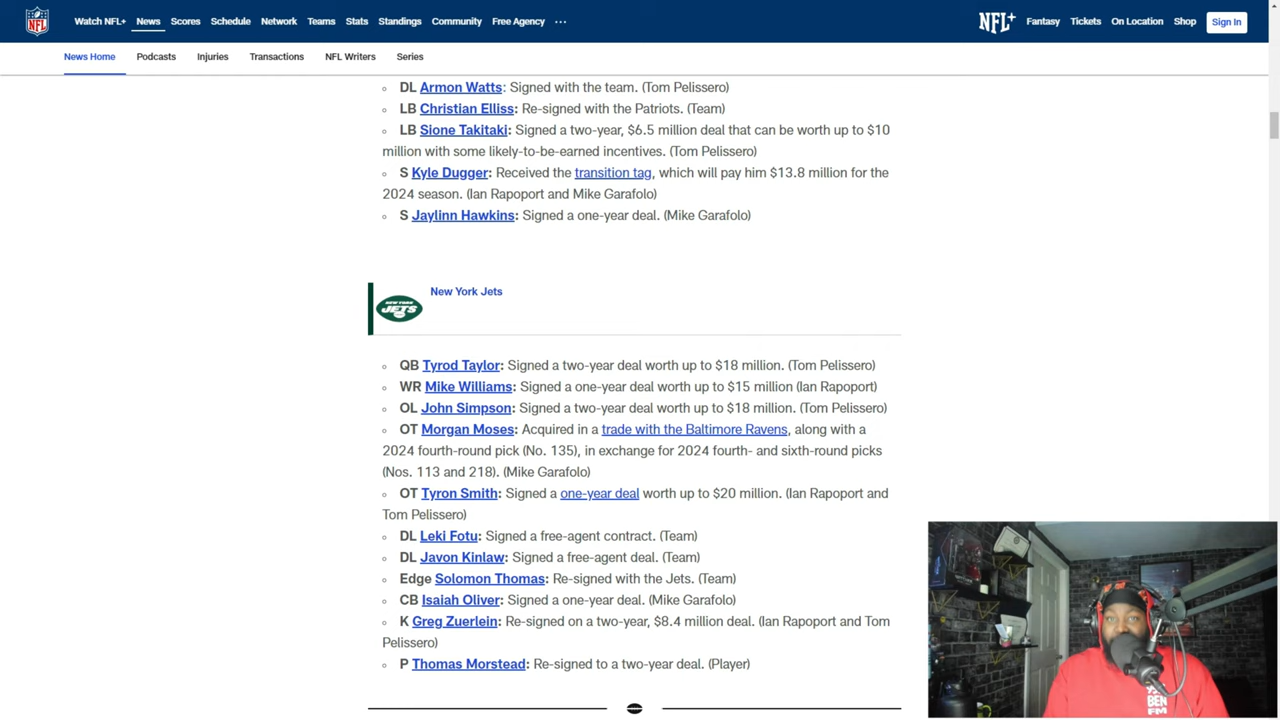 NFL
Watch NFL+ News Scores Schedule Network Teams Stats Standings Community Free Agency ...
NFL+ Fantasy Tickets On Location Shop Sign In
News Home Podcasts Injuries Transactions NFL Writers Series
DL Armon Watts: Signed with the team. (Tom Pelissero)
LB Christian Elliss: Re-signed with the Patriots. (Team)
LB Sione Takitaki: Signed a two-year, $6.5 million deal that can be worth up to $10
million with some likely-to-be-earned incentives. (Tom Pelissero)
S Kyle Dugger: Received the transition tag, which will pay him $13.8 million for the
2024 season. (Ian Rapoport and Mike Garafolo)
S Jaylinn Hawkins: Signed a one-year deal. (Mike Garafolo)
New York Jets
NEW YORK
JETS
QB Tyrod Taylor: Signed a two-year deal worth up to $18 million. (Tom Pelissero)
WR Mike Williams: Signed a one-year deal worth up to $15 million (Ian Rapoport)
OL John Simpson: Signed a two-year deal worth up to $18 million. (Tom Pelissero)
OT Morgan Moses: Acquired in a trade with the Baltimore Ravens, along with a
2024 fourth-round pick (No. 135), in exchange for 2024 fourth- and sixth-round picks
(Nos. 113 and 218). (Mike Garafolo)
OT Tyron Smith: Signed a one-year deal worth up to $20 million. (Ian Rapoport and
Tom Pelissero)
DL Leki Fotu: Signed a free-agent contract. (Team)
DL Javon Kinlaw: Signed a free-agent deal. (Team)
Edge Solomon Thomas: Re-signed with the Jets. (Team)
CB Isaiah Oliver: Signed a one-year deal. (Mike Garafolo)
K Greg Zuerlein: Re-signed on a two-year, $8.4 million deal. (Ian Rapoport and Tom
Pelissero)
P Thomas Morstead: Re-signed to a two-year deal. (Player)
BEN
FM